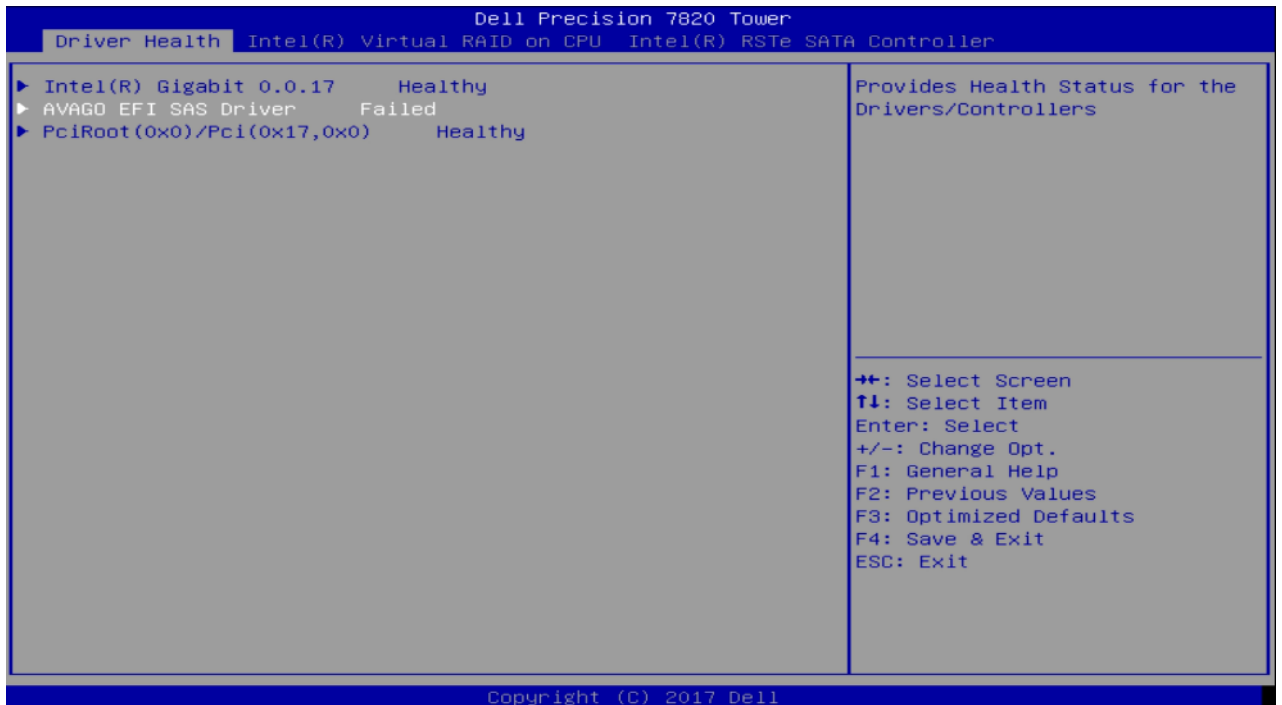 Dell Precision 7820 Tower
Driver Health Intel(R) Virtual RAID on CPU Intel(R) RSTe SATA Controller
▶ Intel(R) Gigabit 0.0.17 Healthy
▶ AVAGO EFI SAS Driver Failed
▶ PciRoot(0x0)/Pci(0x17,0x0) Healthy
Provides Health Status for the
Drivers/Controllers
→←: Select Screen
↑↓: Select Item
Enter: Select
+/-: Change Opt.
F1: General Help
F2: Previous Values
F3: Optimized Defaults
F4: Save & Exit
ESC: Exit
Copyright (C) 2017 Dell